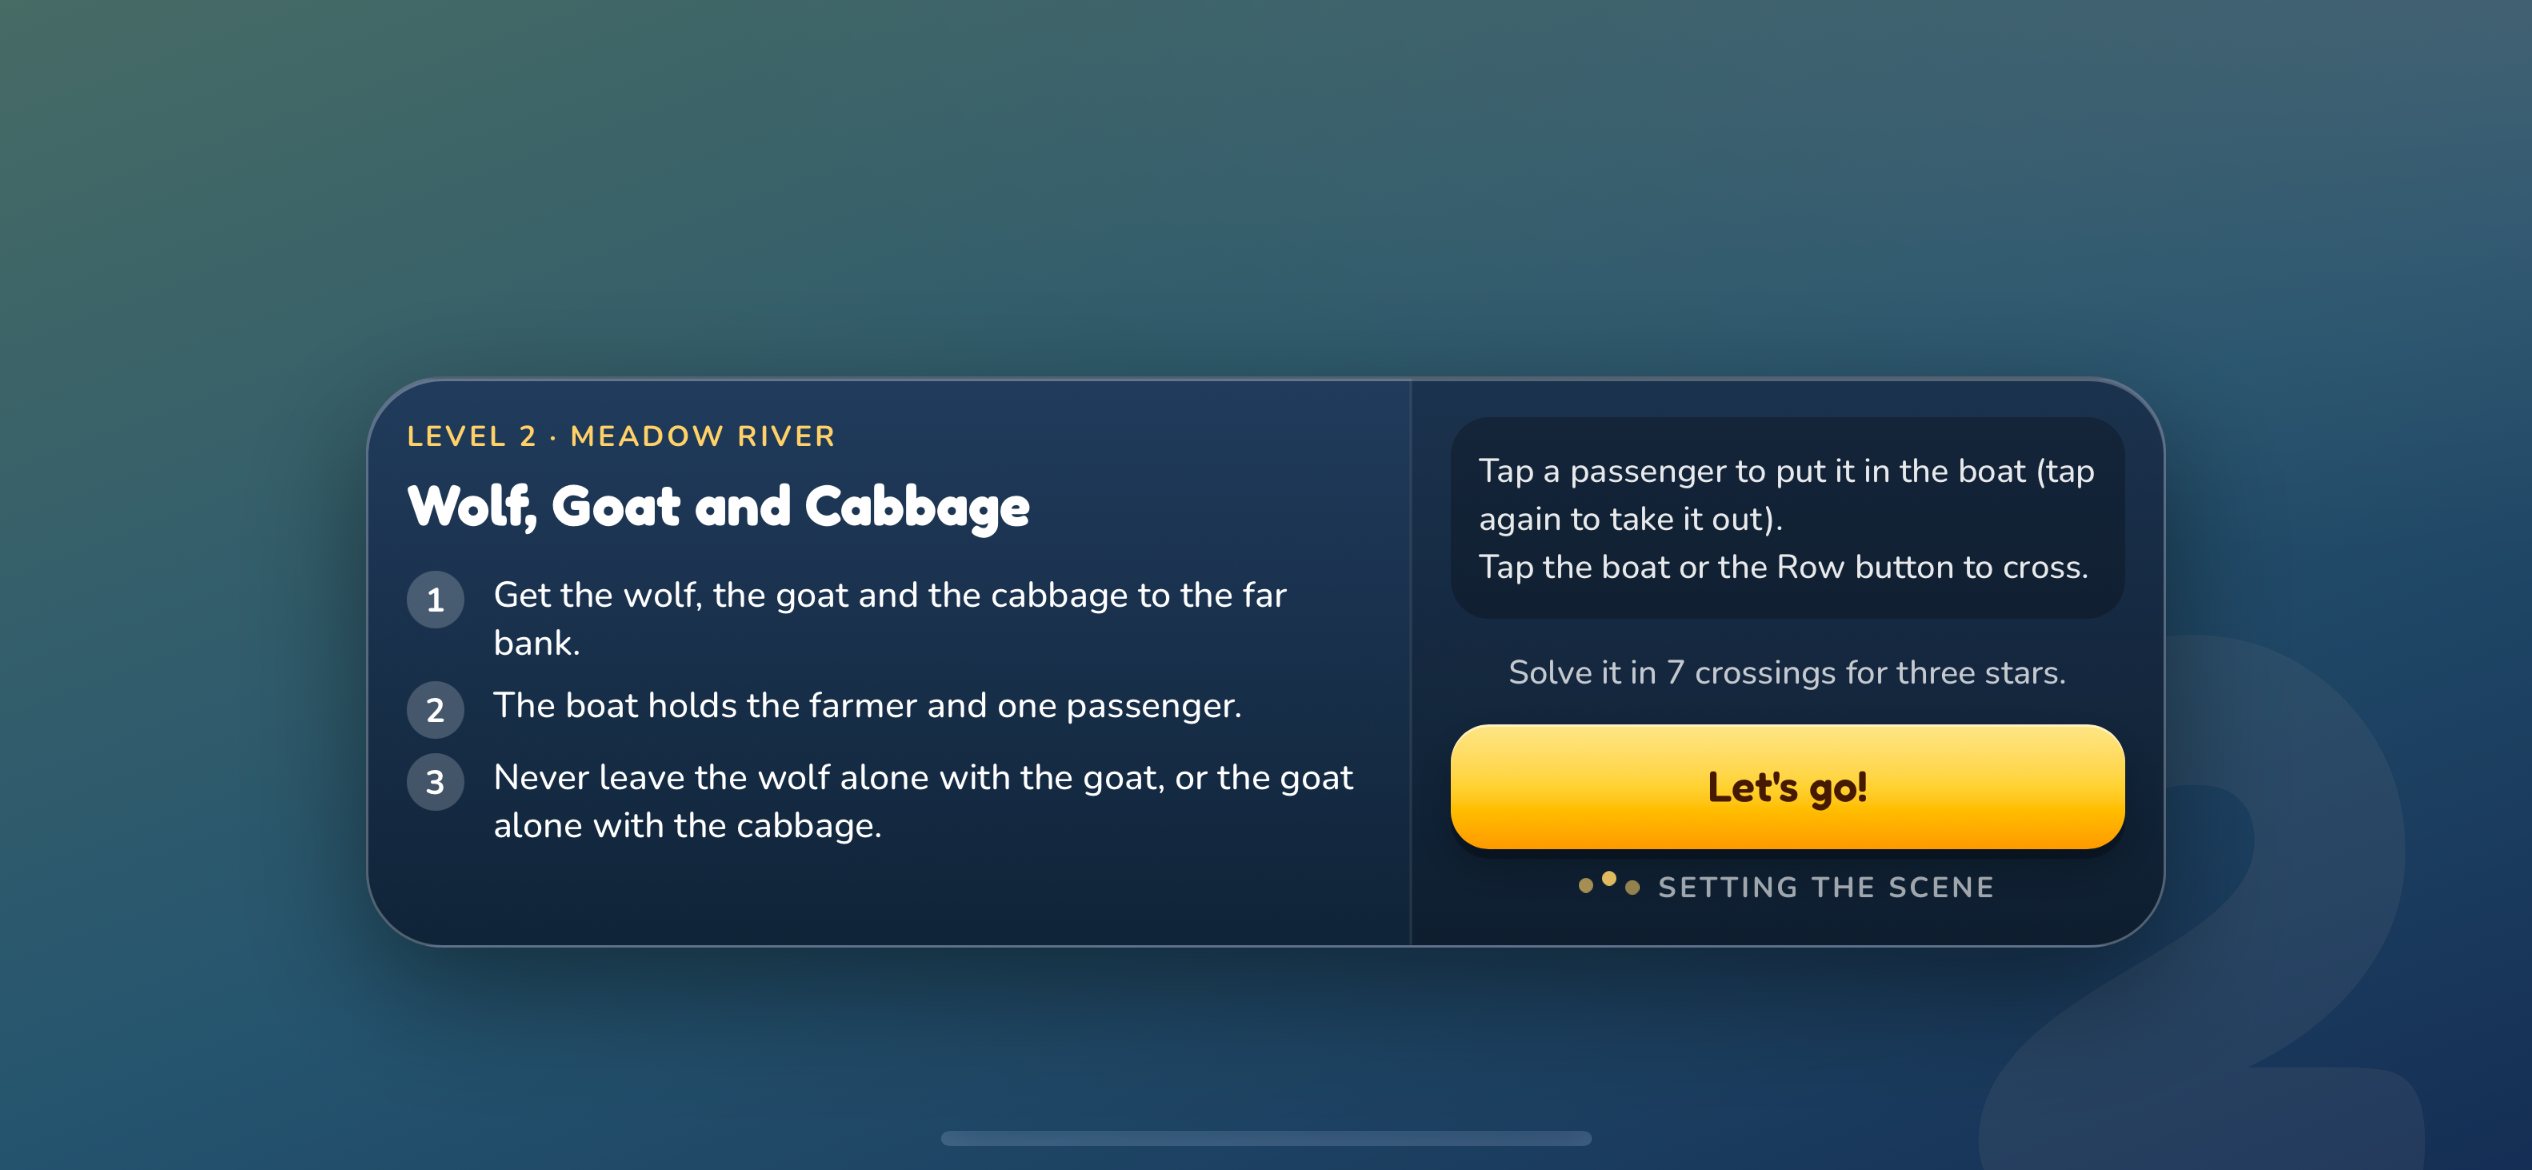 LEVEL 2 · MEADOW RIVER
Wolf, Goat and Cabbage
1 Get the wolf, the goat and the cabbage to the far
bank.
2 The boat holds the farmer and one passenger.
3 Never leave the wolf alone with the goat, or the goat
alone with the cabbage.
Tap a passenger to put it in the boat (tap
again to take it out).
Tap the boat or the Row button to cross.
Solve it in 7 crossings for three stars.
Let's go!
SETTING THE SCENE
2